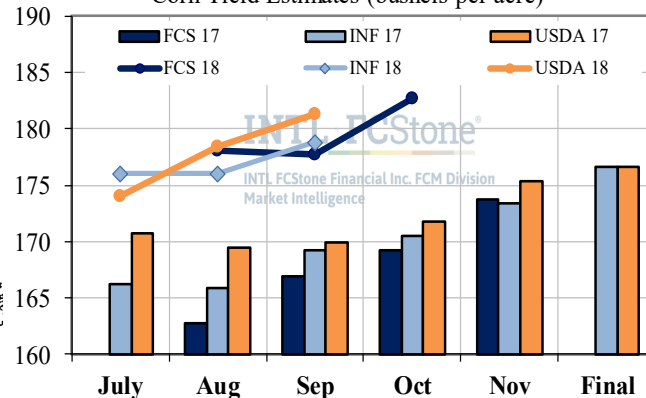 Corn Yield Estimates (bushels per acre)
190
185
180
175
170
165
160
FCS 17 INF 17 USDA 17
FCS 18 INF 18 USDA 18
INTL FCStone®
INTL FCStone Financial Inc. FCM Division
Market Intelligence
July Aug Sep Oct Nov Final